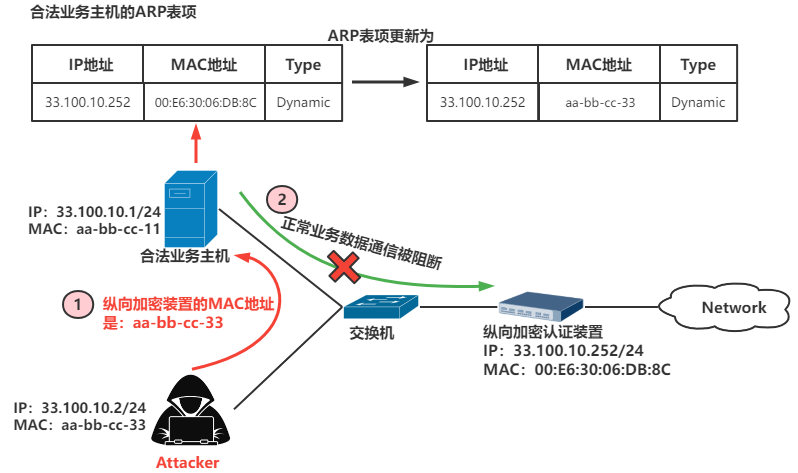 合法业务主机的ARP表项
ARP表项更新为
IP地址 MAC地址 Type
33.100.10.252 00:E6:30:06:DB:8C Dynamic
IP地址 MAC地址 Type
33.100.10.252 aa-bb-cc-33 Dynamic
IP：33.100.10.1/24
MAC：aa-bb-cc-11
合法业务主机
2
正常业务数据通信被阻断
1
纵向加密装置的MAC地址
是：aa-bb-cc-33
交换机
纵向加密认证装置
IP：33.100.10.252/24
MAC：00:E6:30:06:DB:8C
Network
IP：33.100.10.2/24
MAC：aa-bb-cc-33
Attacker